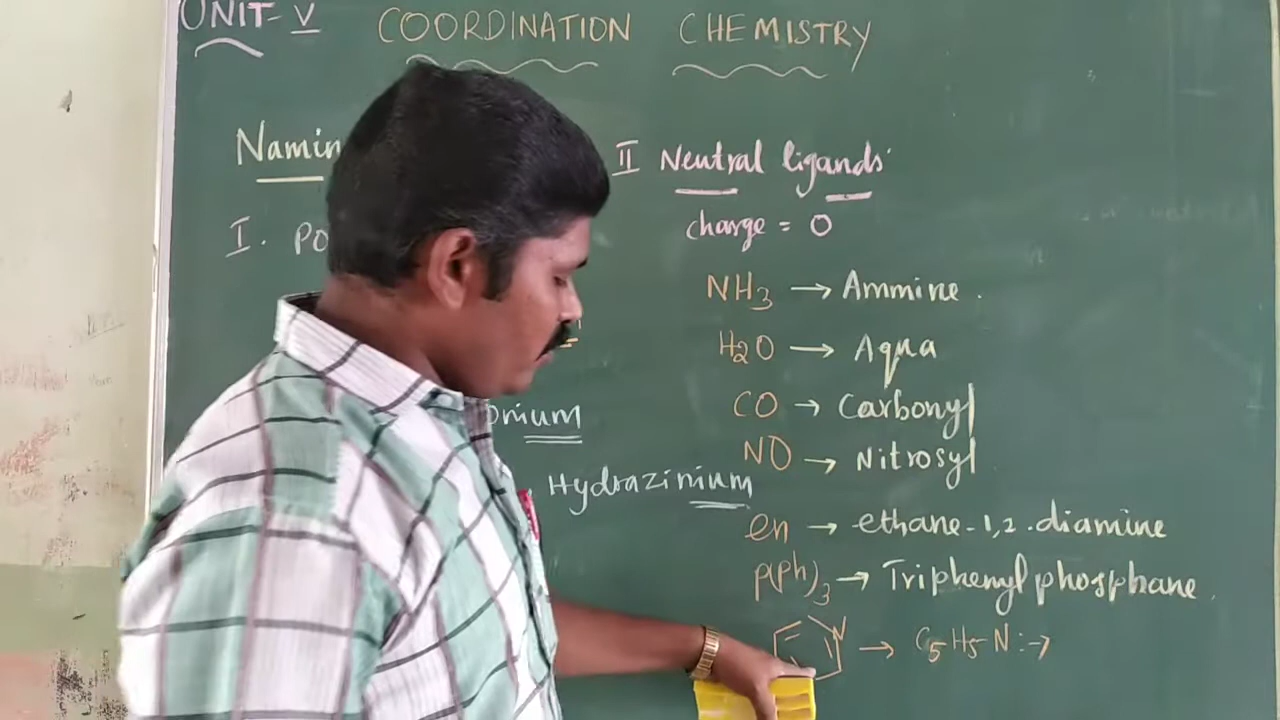 UNIT-V COORDINATION CHEMISTRY
Namin
I. Po
onium
Hydrazinium
II Neutral ligands
charge = 0
NH3 → Ammine.
H2O → Aqua
CO → Carbonyl
NO → Nitrosyl
en → ethane-1,2.diamine
P(Ph)3 → Triphenyl phosphane.
N → C5H5N: →